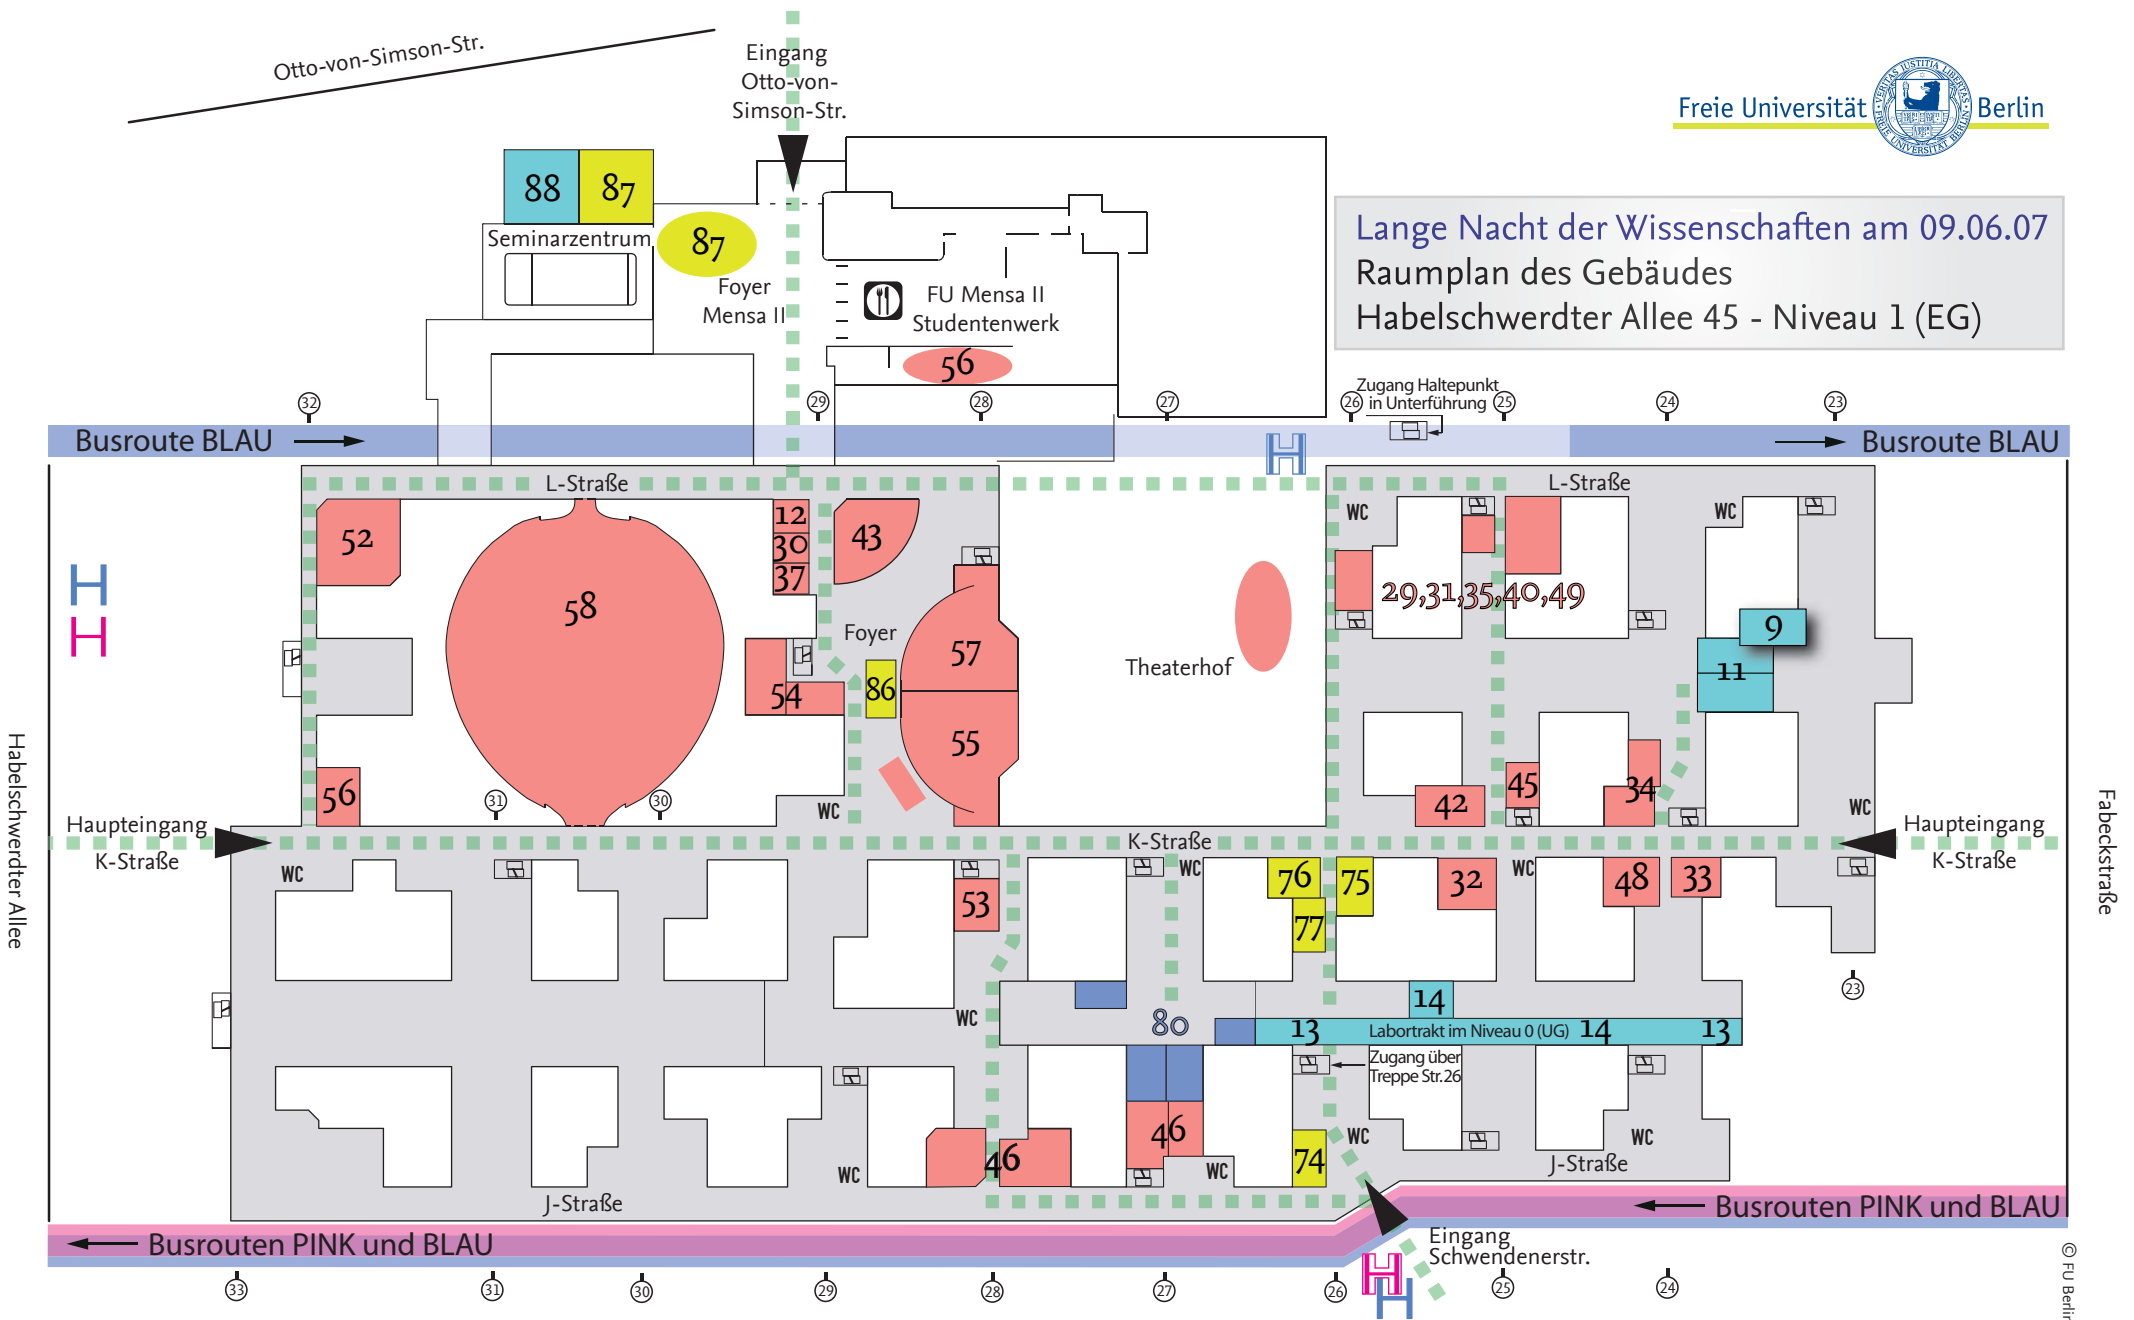 Otto-von-Simson-Str.
Eingang
Otto-von-
Simson-Str.
Freie Universität Berlin
VERITAS JUSTITIA LIBERTAS
FREIE UNIVERSITÄT BERLIN
Lange Nacht der Wissenschaften am 09.06.07
Raumplan des Gebäudes
Habelschwerdter Allee 45 - Niveau 1 (EG)
88 87
Seminarzentrum
87
Foyer
Mensa II
FU Mensa II
Studentenwerk
56
Zugang Haltepunkt
in Unterführung
32 29 28 27 26 25 24 23
Busroute BLAU
H
Busroute BLAU
L-Straße
L-Straße
52
58
12
30
37
43
WC
WC
29,31,35,40,49
H
H
Foyer
57
Theaterhof
9
11
54
86
55
56
31
30
WC
42
45
34
WC
Habelschwerdter Allee
Fabeckstraße
Haupteingang
K-Straße
K-Straße
Haupteingang
K-Straße
WC
53
WC
76
75
77
32
WC
48
33
23
WC
80
14
13
Labortrakt im Niveau 0 (UG)
14
13
Zugang über
Treppe Str.26
46
46
74
WC
WC
WC
WC
J-Straße
J-Straße
Busrouten PINK und BLAU
Busrouten PINK und BLAU
Eingang
Schwendenerstr.
H
H
33 31 30 29 28 27 26 25 24
© FU Berlin